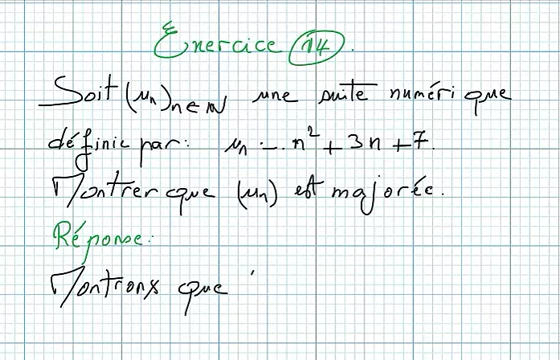 Exercice 14.
Soit (un)n∈ℕ une suite numérique
définie par: un = -n² + 3n + 7.
Montrer que (un) est majorée.
Réponse:
Montrons que